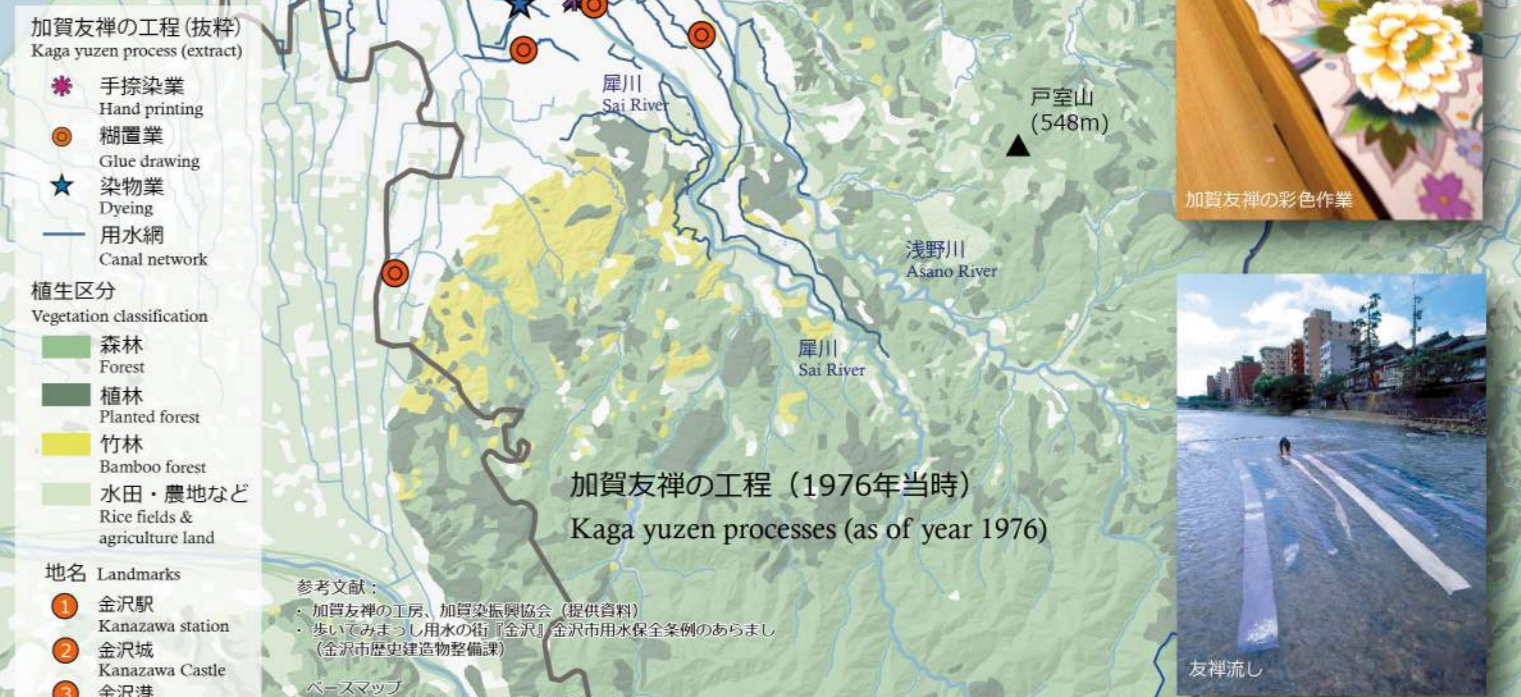 加賀友禅の工程(抜粋)
Kaga yuzen process (extract)
手捺染業
Hand printing
糊置業
Glue drawing
染物業
Dyeing
用水網
Canal network
植生区分
Vegetation classification
森林
Forest
植林
Planted forest
竹林
Bamboo forest
水田・農地など
Rice fields &
agriculture land
地名 Landmarks
1 金沢駅
Kanazawa station
2 金沢城
Kanazawa Castle
3 金沢港
犀川
Sai River
戸室山
(548m)
浅野川
Asano River
犀川
Sai River
加賀友禅の工程（1976年当時）
Kaga yuzen processes (as of year 1976)
参考文献：
・ 加賀友禅の工房、加賀染振興協会（提供資料）
・ 歩いてみまっし用水の街『金沢』金沢市用水保全条例のあらまし
（金沢市歴史建造物整備課）
ベースマップ
加賀友禅の彩色作業
友禅流し